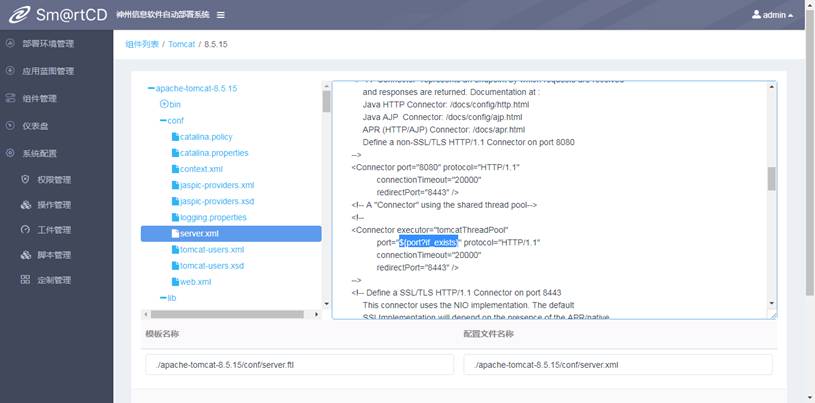 Sm@rtCD 神州信息软件自动部署系统
admin
部署环境管理
应用蓝图管理
组件管理
仪表盘
系统配置
权限管理
操作管理
工件管理
脚本管理
定制管理
组件列表 / Tomcat / 8.5.15
apache-tomcat-8.5.15
bin
conf
catalina.policy
catalina.properties
context.xml
jaspic-providers.xml
jaspic-providers.xsd
logging.properties
server.xml
tomcat-users.xml
tomcat-users.xsd
web.xml
lib
and responses are returned. Documentation at :
Java HTTP Connector: /docs/config/http.html
Java AJP Connector: /docs/config/ajp.html
APR (HTTP/AJP) Connector: /docs/apr.html
Define a non-SSL/TLS HTTP/1.1 Connector on port 8080
-->
<Connector port="8080" protocol="HTTP/1.1"
connectionTimeout="20000"
redirectPort="8443" />
<!-- A "Connector" using the shared thread pool-->
<!--
<Connector executor="tomcatThreadPool"
port="${port?if_exists}" protocol="HTTP/1.1"
connectionTimeout="20000"
redirectPort="8443" />
-->
<!-- Define a SSL/TLS HTTP/1.1 Connector on port 8443
This connector uses the NIO implementation. The default
SSLImplementation will depend on the presence of the APR/native
模板名称
配置文件名称
./apache-tomcat-8.5.15/conf/server.ftl
./apache-tomcat-8.5.15/conf/server.xml